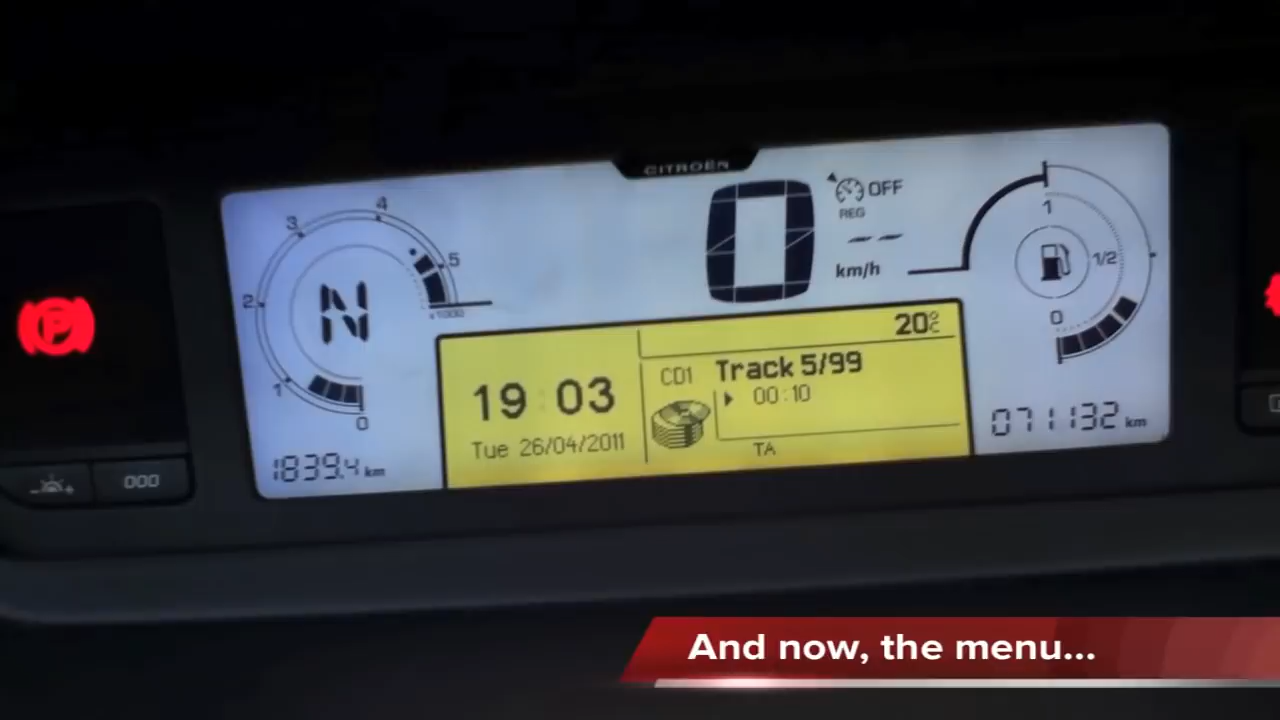 CITROËN
4
3
5
2
x1000
1
0
N
1839.4 km
0
OFF
REG
--
km/h
1
1/2
0
071132 km
20°C
19:03
Tue 26/04/2011
CD1
Track 5/99
00:10
TA
P
000
And now, the menu...